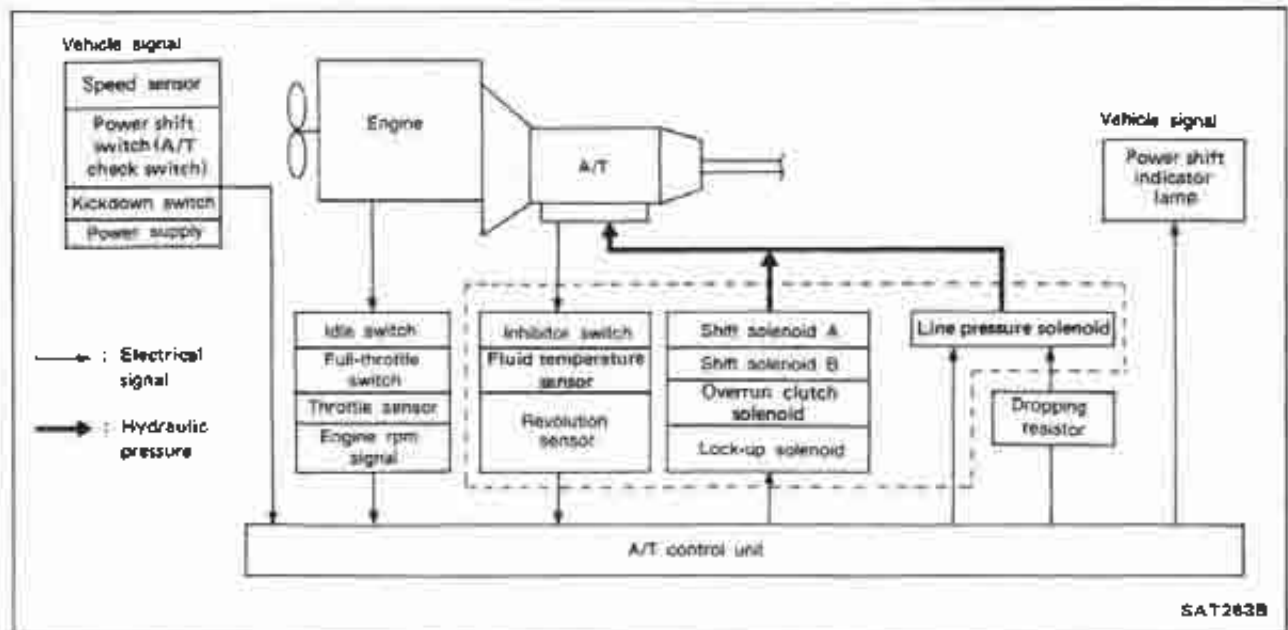 Vehicle signal
Speed sensor
Power shift
switch (A/T
check switch)
Kickdown switch
Power supply
Engine
A/T
Vehicle signal
Power shift
indicator
lamp
Idle switch
Full-throttle
switch
Throttle sensor
Engine rpm
signal
Inhibitor switch
Fluid temperature
sensor
Revolution
sensor
Shift solenoid A
Shift solenoid B
Overrun clutch
solenoid
Lock-up solenoid
Line pressure solenoid
Dropping
resistor
: Electrical
signal
: Hydraulic
pressure
A/T control unit
SAT263B